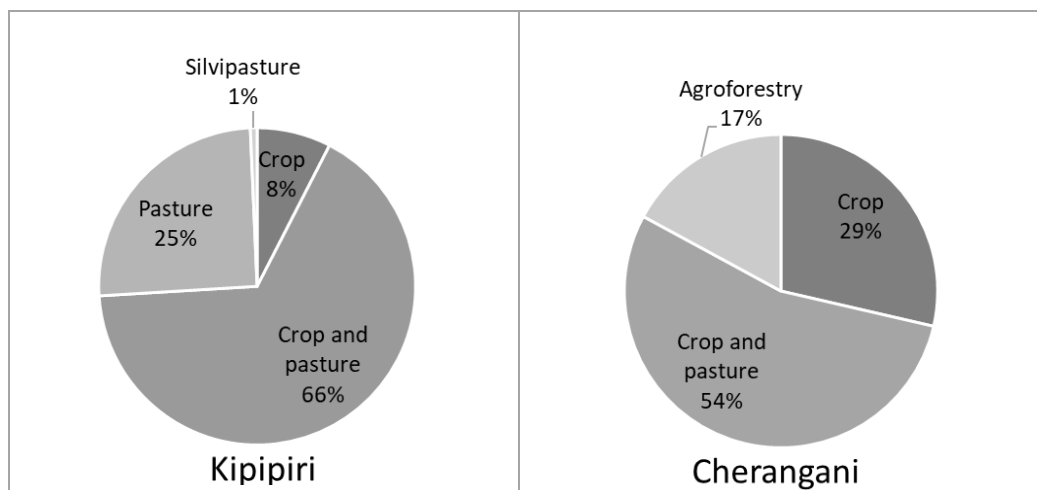 Silvipasture
1%
Crop
8%
Pasture
25%
Crop and
pasture
66%
Kipipiri
Agroforestry
17%
Crop
29%
Crop and
pasture
54%
Cherangani